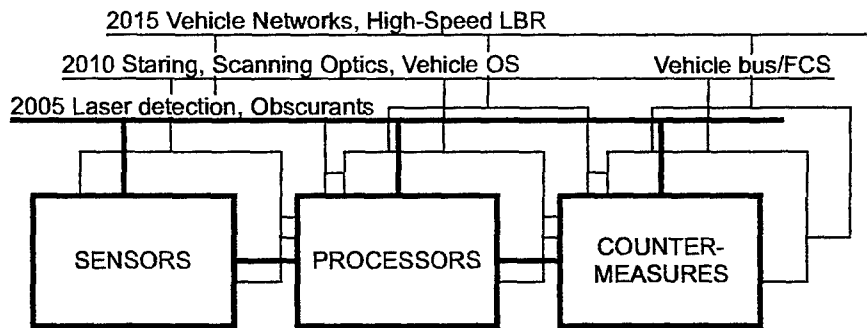 2015 Vehicle Networks, High-Speed LBR
2010 Staring, Scanning Optics, Vehicle OS Vehicle bus/FCS
2005 Laser detection, Obscurants
SENSORS
PROCESSORS
COUNTER-
MEASURES